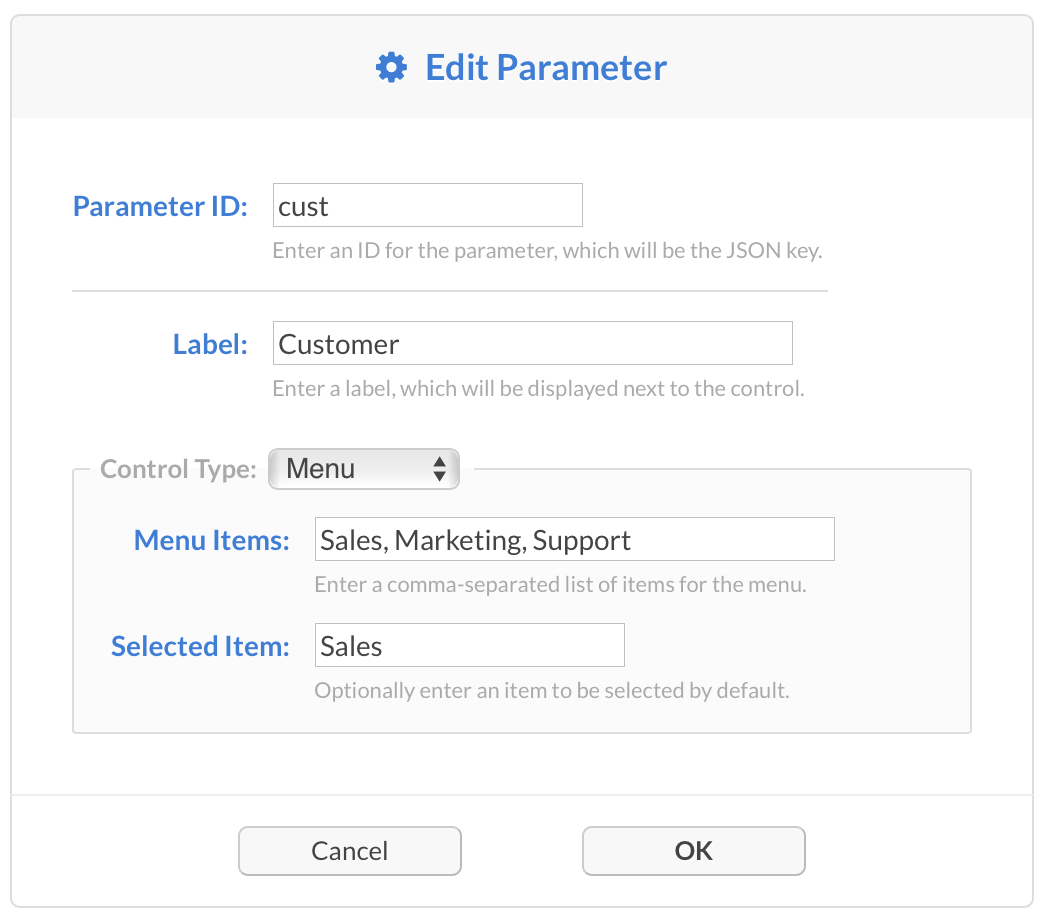 Edit Parameter
Parameter ID: cust
Enter an ID for the parameter, which will be the JSON key.
Label: Customer
Enter a label, which will be displayed next to the control.
Control Type: Menu
Menu Items: Sales, Marketing, Support
Enter a comma-separated list of items for the menu.
Selected Item: Sales
Optionally enter an item to be selected by default.
Cancel OK